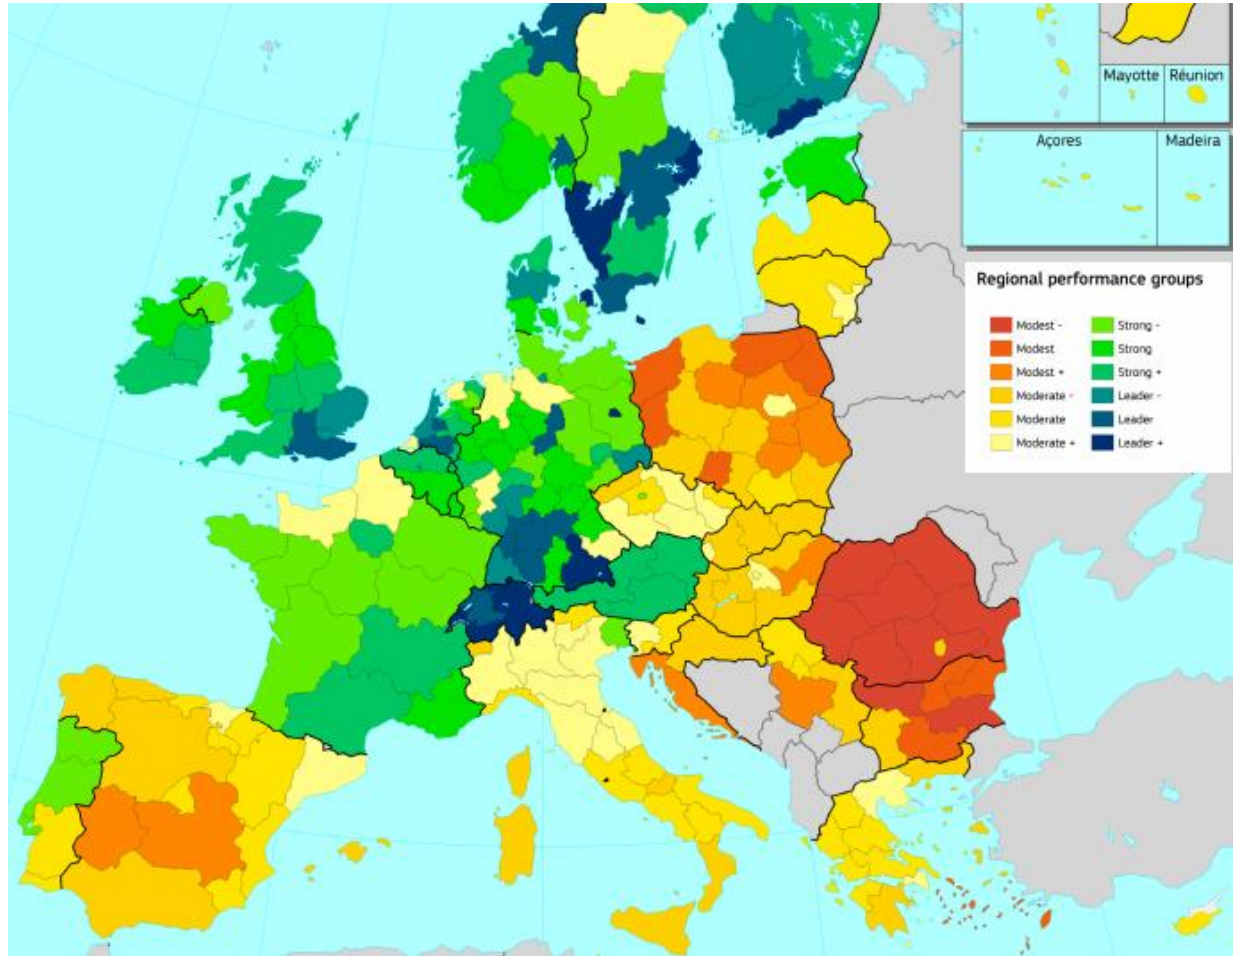 Mayotte
Réunion
Açores
Madeira
Regional performance groups
Modest -
Modest
Modest +
Moderate -
Moderate
Moderate +
Strong -
Strong
Strong +
Leader -
Leader
Leader +